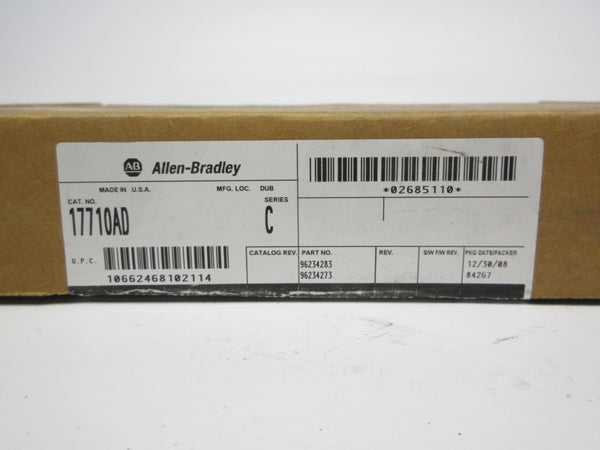 AB Allen-Bradley
MADE IN U.S.A. MFG. LOC. DUB
CAT. NO. SERIES
1771OAD C
U.P.C.
10662468102114
*02685110*
CATALOG REV. PART NO. REV. S/W F/W REV. PKG DATE/PACKER
96234283 12/30/08
96234273 84267